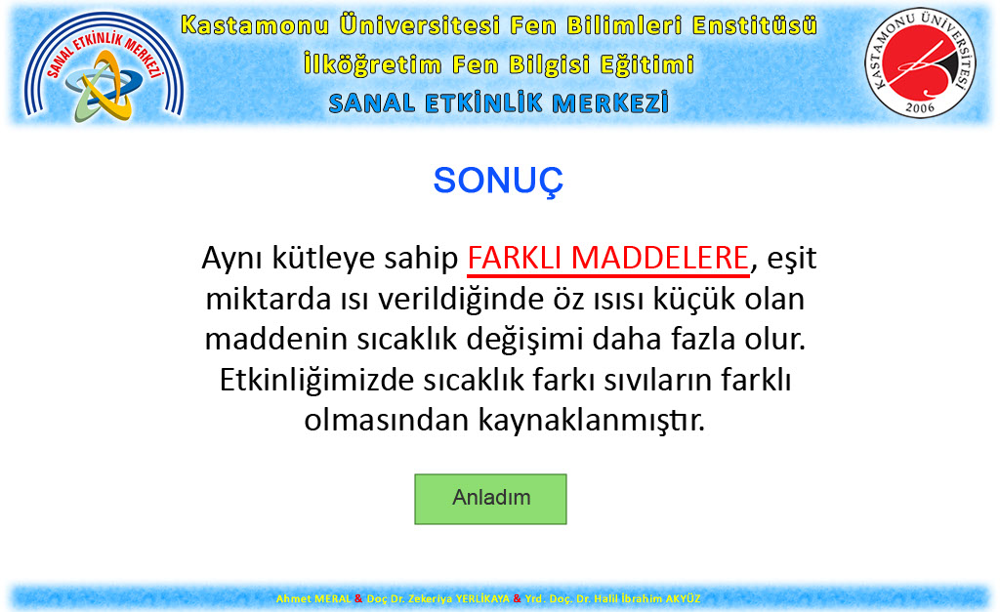 Kastamonu Üniversitesi Fen Bilimleri Enstitüsü
İlköğretim Fen Bilgisi Eğitimi
SANAL ETKİNLİK MERKEZİ
SANAL ETKİNLİK MERKEZİ
KASTAMONU ÜNİVERSİTESİ
2006
SONUÇ
Aynı kütleye sahip FARKLI MADDELERE, eşit
miktarda ısı verildiğinde öz ısısı küçük olan
maddenin sıcaklık değişimi daha fazla olur.
Etkinliğimizde sıcaklık farkı sıvıların farklı
olmasından kaynaklanmıştır.
Anladım
Ahmet MERAL & Doç Dr. Zekeriya YERLİKAYA & Yrd. Doç. Dr. Halil İbrahim AKYÜZ